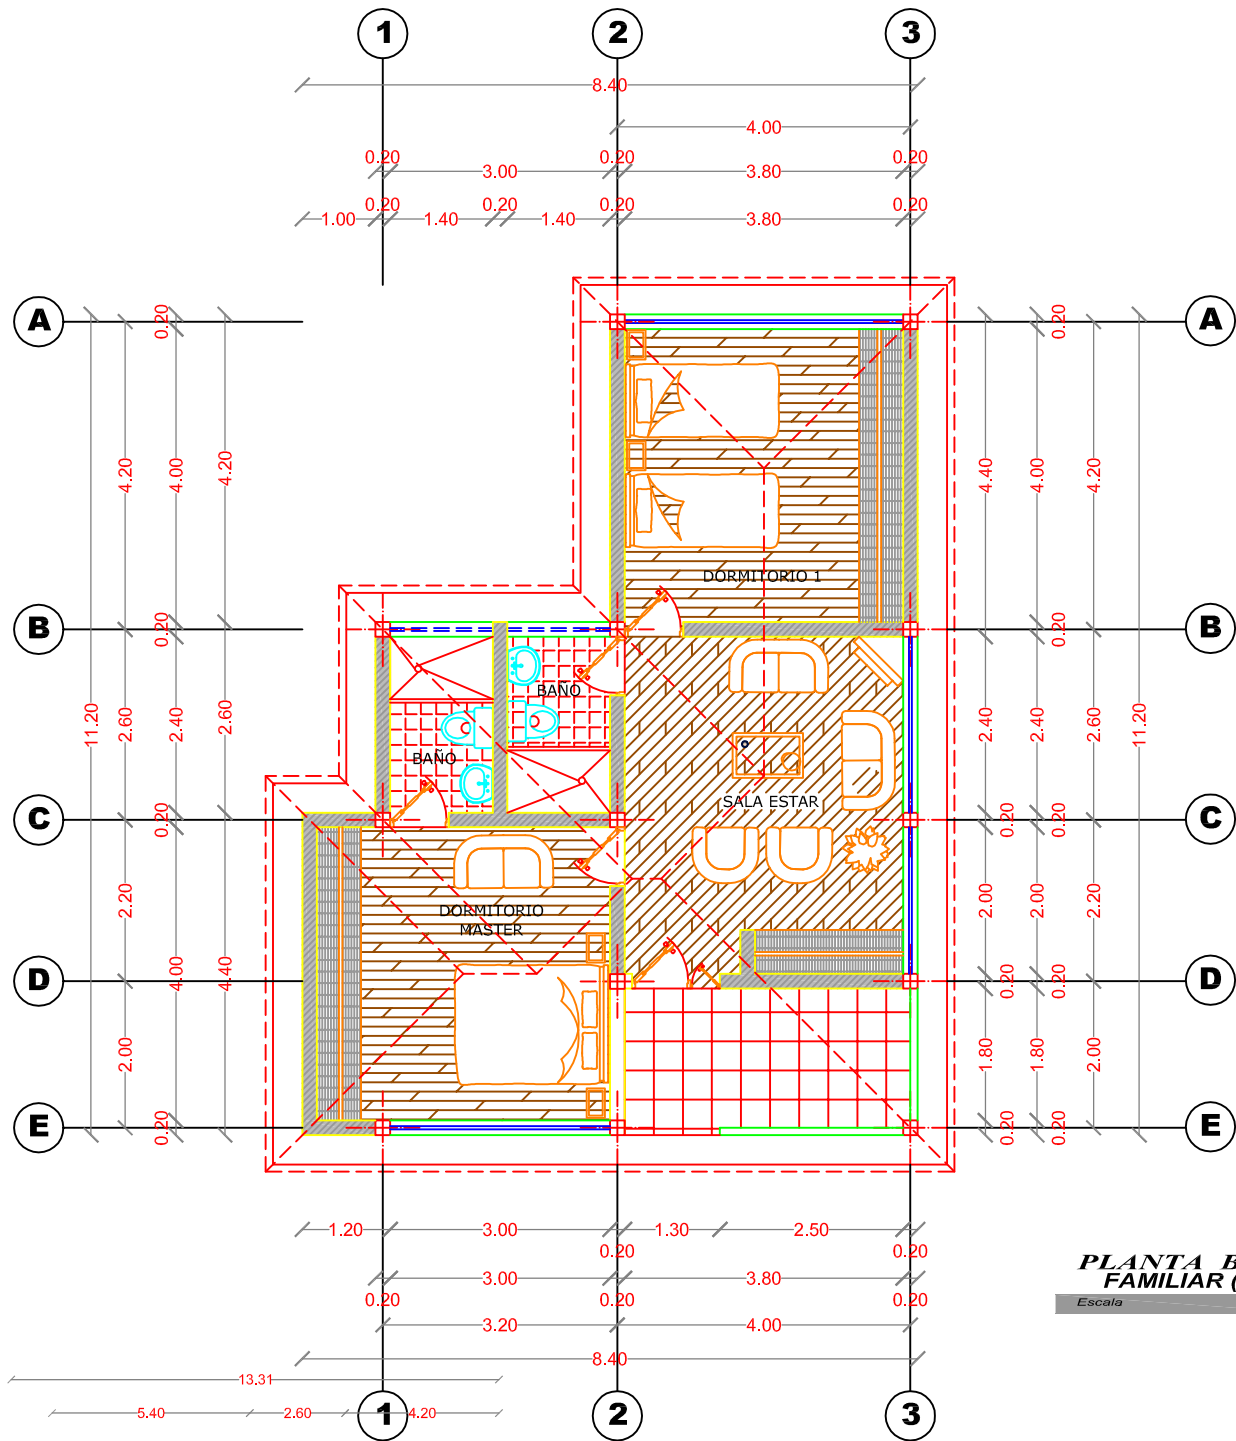 1 2 3
8.40
4.00
0.20 0.20 0.20
3.00 3.80
0.20 0.20 0.20 0.20
1.00 1.40 1.40 3.80
A 0.20 0.20 A
4.20 4.00 4.20 4.40 4.00 4.20
DORMITORIO 1
B 0.20 0.20 B
BAÑO
11.20 2.60 2.40 2.60 2.40 2.40 2.60 11.20
BAÑO
SALA ESTAR
C 0.20 0.20 0.20 C
2.20 2.00 2.00 2.20
DORMITORIO
MASTER
D 4.00 4.40 0.20 0.20 D
2.00 1.80 1.80 2.00
E 0.20 0.20 0.20 E
1.20 3.00 1.30 2.50
0.20 0.20
3.00 3.80
0.20 0.20 0.20
3.20 4.00
8.40
PLANTA B
FAMILIAR (
Escala
13.31
5.40 2.60 4.20
1 2 3